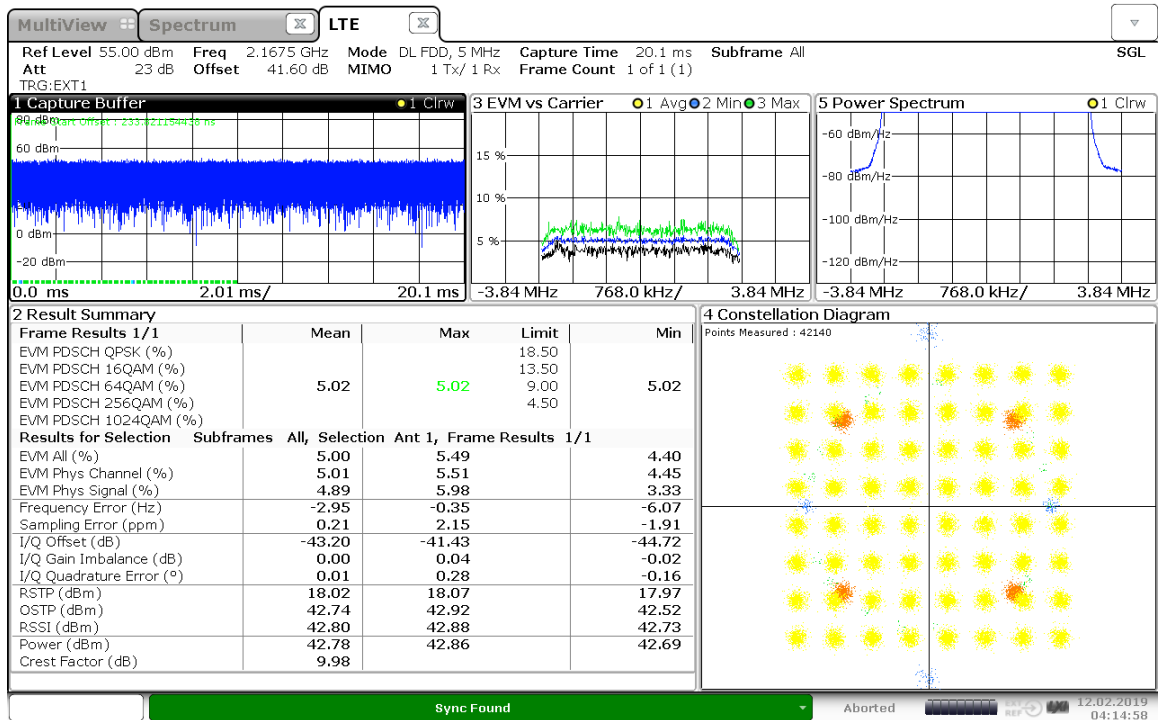 MultiView
Spectrum
LTE
Ref Level 55.00 dBm Freq 2.1675 GHz Mode DL FDD, 5 MHz Capture Time 20.1 ms Subframe All SGL
Att 23 dB Offset 41.60 dB MIMO 1 Tx/ 1 Rx Frame Count 1 of 1 (1)
TRG:EXT1
1 Capture Buffer 1 Clrw
80 dBm
60 dBm
0 dBm
-20 dBm
0.0 ms 2.01 ms/ 20.1 ms
3 EVM vs Carrier 1 Avg 2 Min 3 Max
15 %
10 %
5 %
-3.84 MHz 768.0 kHz/ 3.84 MHz
5 Power Spectrum 1 Clrw
-60 dBm/Hz
-80 dBm/Hz
-100 dBm/Hz
-120 dBm/Hz
-3.84 MHz 768.0 kHz/ 3.84 MHz
2 Result Summary
Frame Results 1/1 Mean Max Limit Min
EVM PDSCH QPSK (%) 18.50
EVM PDSCH 16QAM (%) 13.50
EVM PDSCH 64QAM (%) 5.02 5.02 9.00 5.02
EVM PDSCH 256QAM (%) 4.50
EVM PDSCH 1024QAM (%)
Results for Selection Subframes All, Selection Ant 1, Frame Results 1/1
EVM All (%) 5.00 5.49 4.40
EVM Phys Channel (%) 5.01 5.51 4.45
EVM Phys Signal (%) 4.89 5.98 3.33
Frequency Error (Hz) -2.95 -0.35 -6.07
Sampling Error (ppm) 0.21 2.15 -1.91
I/Q Offset (dB) -43.20 -41.43 -44.72
I/Q Gain Imbalance (dB) 0.00 0.04 -0.02
I/Q Quadrature Error (°) 0.01 0.28 -0.16
RSTP (dBm) 18.02 18.07 17.97
OSTP (dBm) 42.74 42.92 42.52
RSSI (dBm) 42.80 42.88 42.73
Power (dBm) 42.78 42.86 42.69
Crest Factor (dB) 9.98
4 Constellation Diagram
Points Measured : 42140
Sync Found
Aborted
12.02.2019
04:14:58